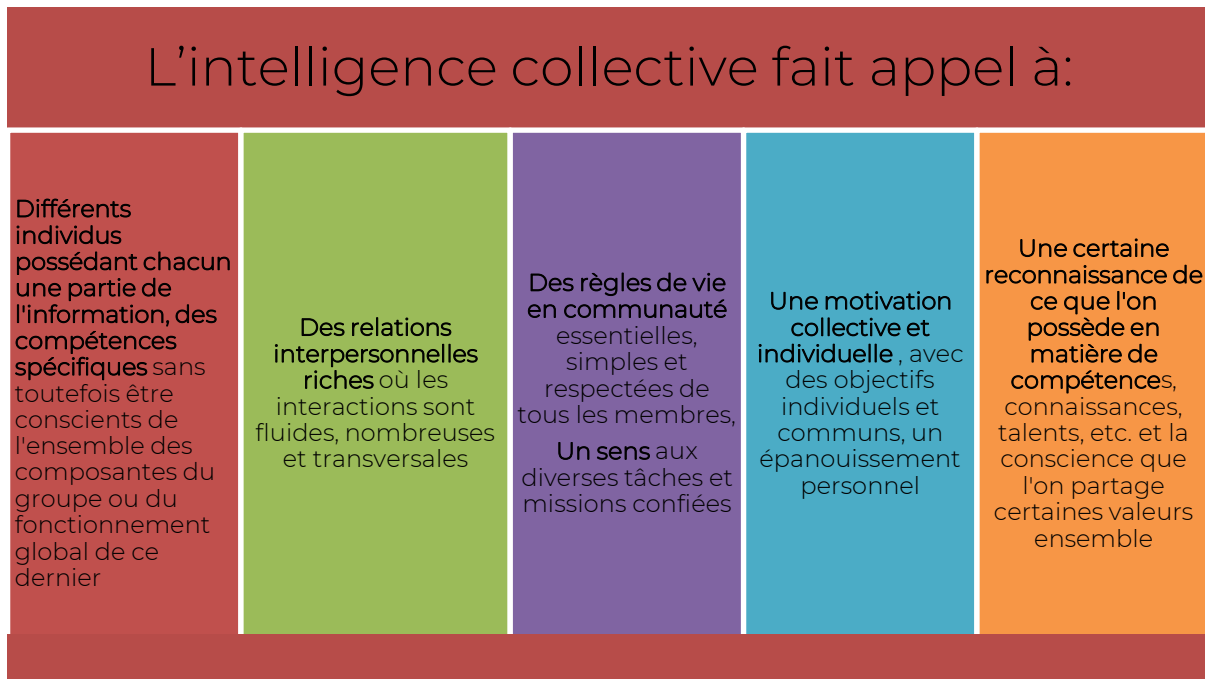 L’intelligence collective fait appel à:
Différents
individus
possédant chacun
une partie de
l'information, des
compétences
spécifiques sans
toutefois être
conscients de
l'ensemble des
composantes du
groupe ou du
fonctionnement
global de ce
dernier
Des relations
interpersonnelles
riches où les
interactions sont
fluides, nombreuses
et transversales
Des règles de vie
en communauté
essentielles,
simples et
respectées de
tous les membres,
Un sens aux
diverses tâches et
missions confiées
Une motivation
collective et
individuelle , avec
des objectifs
individuels et
communs, un
épanouissement
personnel
Une certaine
reconnaissance de
ce que l'on
possède en
matière de
compétences,
connaissances,
talents, etc. et la
conscience que
l'on partage
certaines valeurs
ensemble